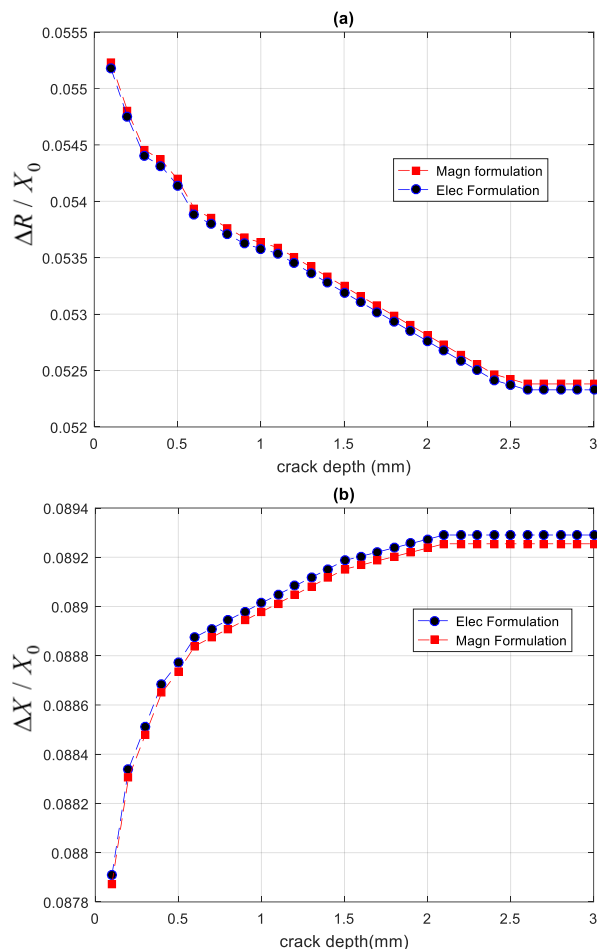 (a)
0.0555
0.055
0.0545
0.054
0.0535
0.053
0.0525
0.052
ΔR / X₀
Magn formulation
Elec Formulation
0 0.5 1 1.5 2 2.5 3
crack depth (mm)
(b)
0.0894
0.0892
0.089
0.0888
0.0886
0.0884
0.0882
0.088
0.0878
ΔX / X₀
Elec Formulation
Magn Formulation
0 0.5 1 1.5 2 2.5 3
crack depth(mm)